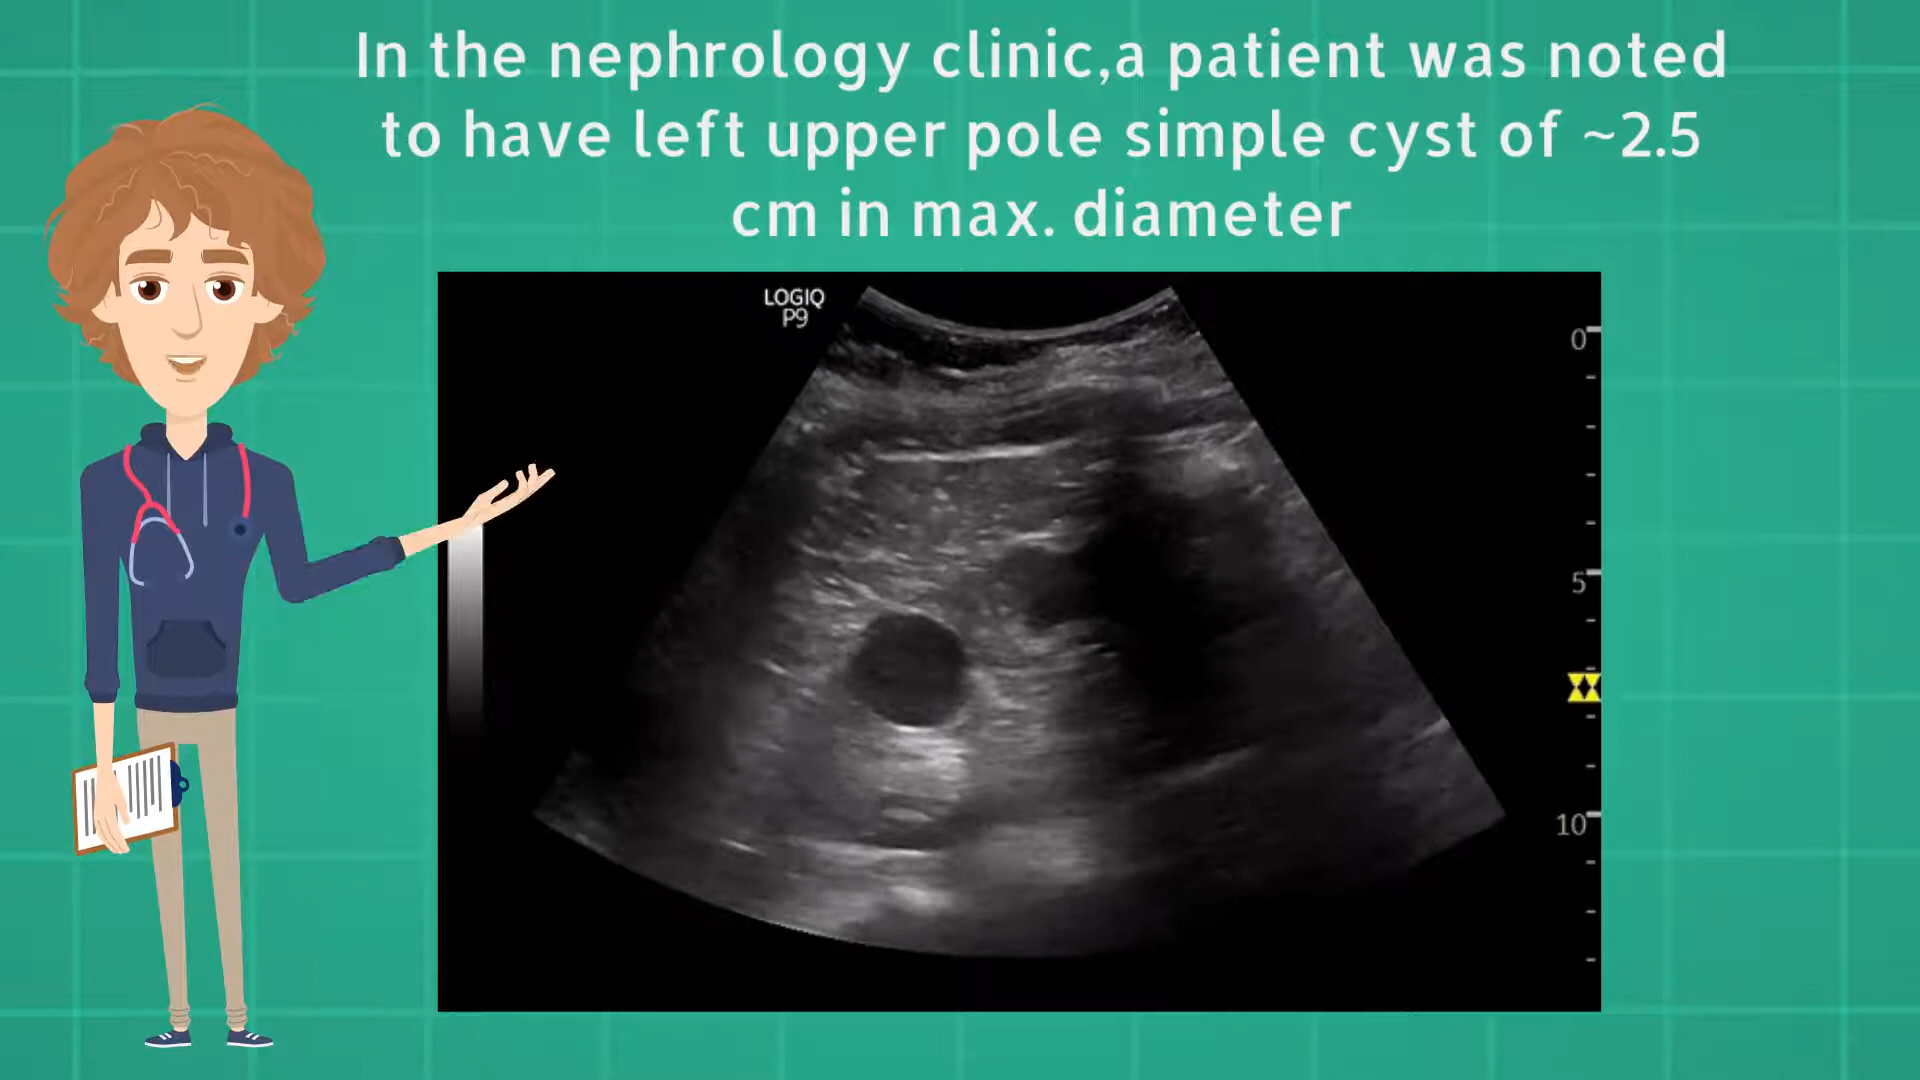 In the nephrology clinic,a patient was noted
to have left upper pole simple cyst of ~2.5
cm in max. diameter
LOGIQ
P9
0
5
10